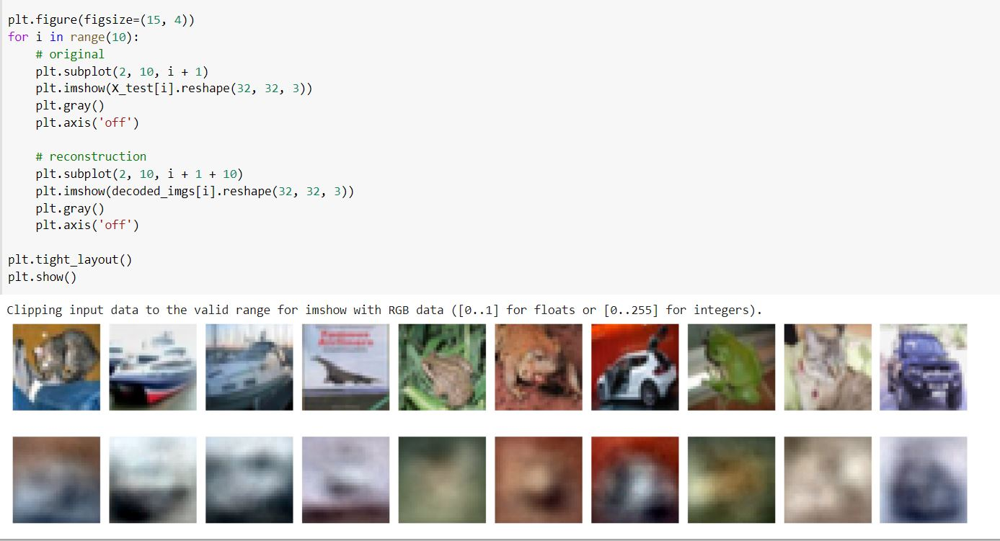 plt.figure(figsize=(15, 4))
for i in range(10):
    # original
    plt.subplot(2, 10, i + 1)
    plt.imshow(X_test[i].reshape(32, 32, 3))
    plt.gray()
    plt.axis('off')

    # reconstruction
    plt.subplot(2, 10, i + 1 + 10)
    plt.imshow(decoded_imgs[i].reshape(32, 32, 3))
    plt.gray()
    plt.axis('off')

plt.tight_layout()
plt.show()
Clipping input data to the valid range for imshow with RGB data ([0..1] for floats or [0..255] for integers).